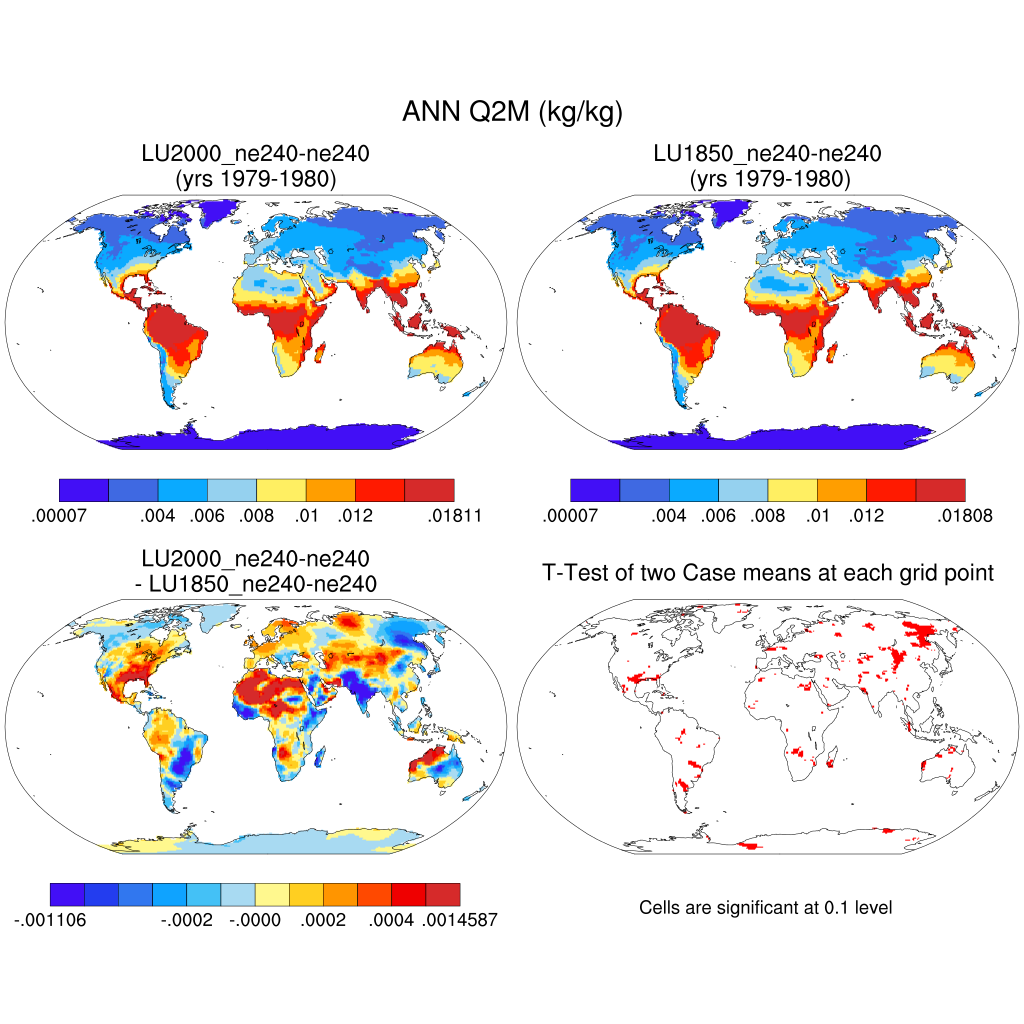 ANN Q2M (kg/kg)
LU2000_ne240-ne240
(yrs 1979-1980)
LU1850_ne240-ne240
(yrs 1979-1980)
.00007 .004 .006 .008 .01 .012 .01811
.00007 .004 .006 .008 .01 .012 .01808
LU2000_ne240-ne240
- LU1850_ne240-ne240
T-Test of two Case means at each grid point
-.001106 -.0002 -.0000 .0002 .0004 .0014587
Cells are significant at 0.1 level